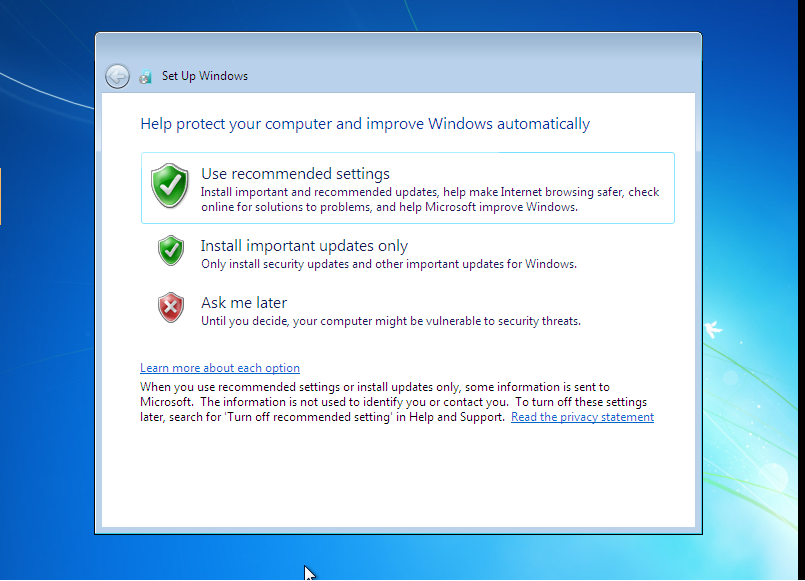 Set Up Windows
Help protect your computer and improve Windows automatically
Use recommended settings
Install important and recommended updates, help make Internet browsing safer, check
online for solutions to problems, and help Microsoft improve Windows.
Install important updates only
Only install security updates and other important updates for Windows.
Ask me later
Until you decide, your computer might be vulnerable to security threats.
Learn more about each option
When you use recommended settings or install updates only, some information is sent to
Microsoft.  The information is not used to identify you or contact you.  To turn off these settings
later, search for 'Turn off recommended setting' in Help and Support.  Read the privacy statement